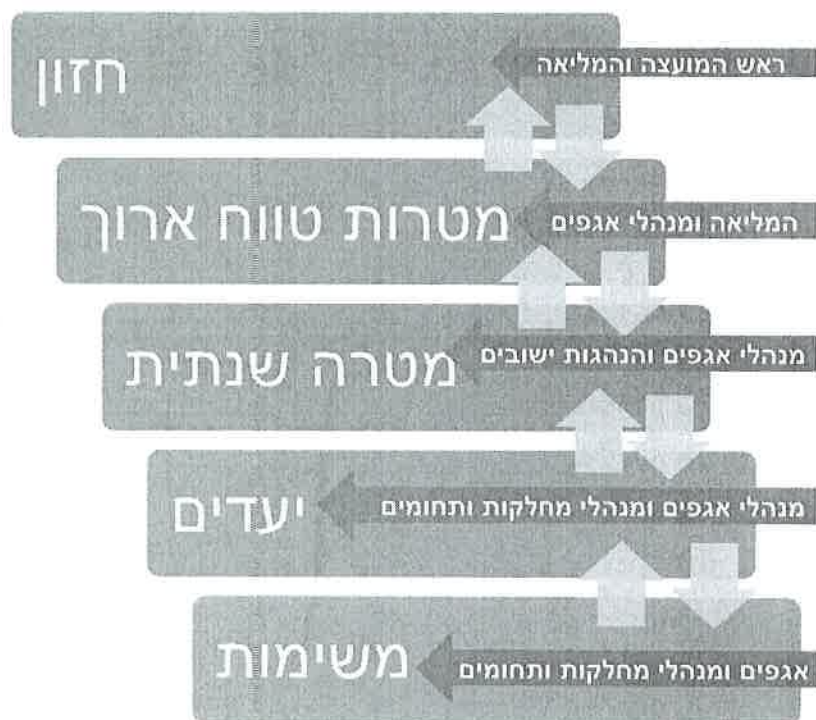 ראש המועצה והמליאה
חזון
המליאה ומנהלי אגפים
מטרות טווח ארוך
מנהלי אגפים והנהגות ישובים
מטרה שנתית
מנהלי אגפים ומנהלי מחלקות ותחומים
יעדים
אגפים ומנהלי מחלקות ותחומים
משימות